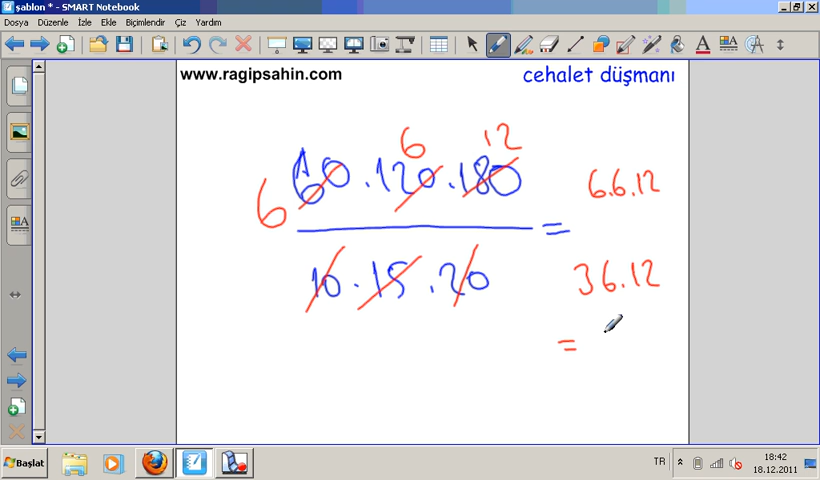 şablon * - SMART Notebook
Dosya Düzenle İzle Ekle Biçimlendir Çiz Yardım
www.ragipsahin.com
cehalet düşmanı
6 12
60 . 120 . 180
6
=
10 . 15 . 20
6.6.12
36.12
=
Başlat
TR
18:42
18.12.2011